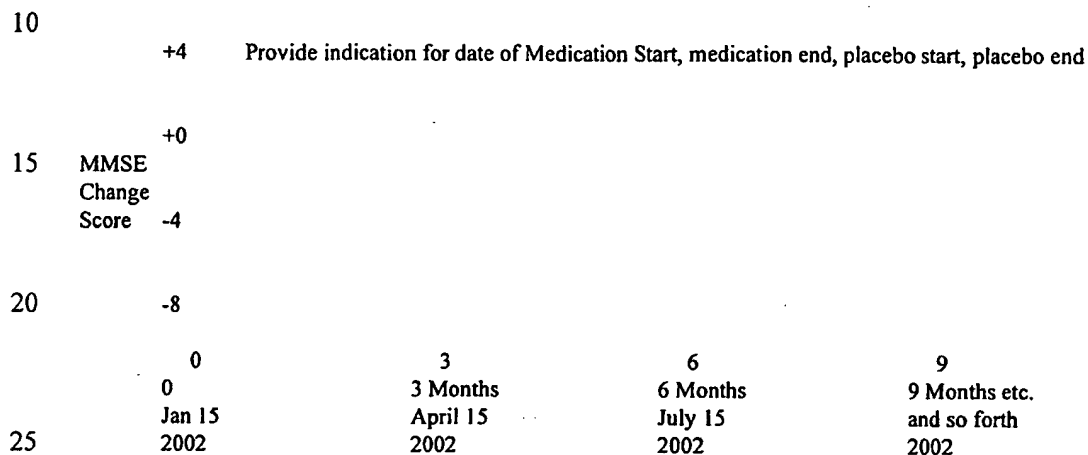 10
+4 Provide indication for date of Medication Start, medication end, placebo start, placebo end
+0
15 MMSE
Change
Score -4
20 -8
0 3 6 9
0 3 Months 6 Months 9 Months etc.
Jan 15 April 15 July 15 and so forth
25 2002 2002 2002 2002